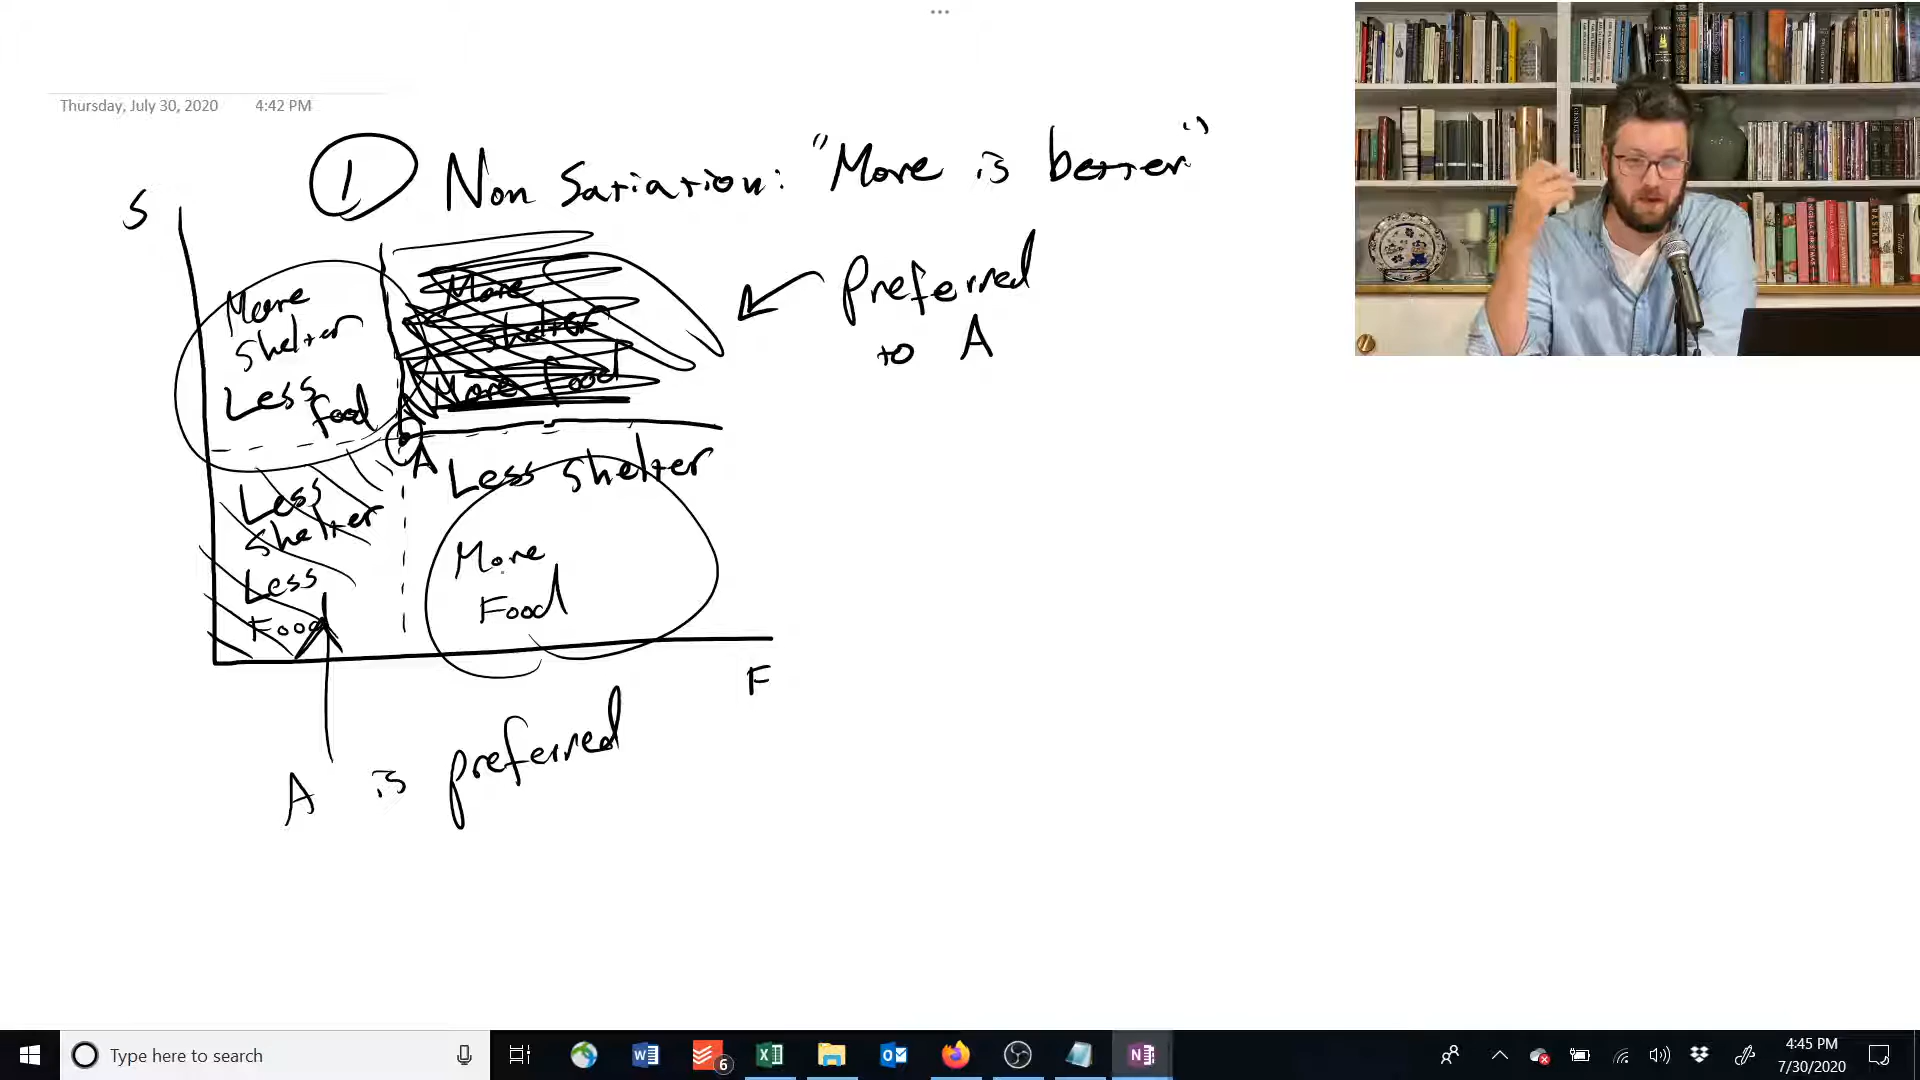 Thursday, July 30, 2020 4:42 PM
1 Non Satiation: "More is better"
S
More
shelter
Less
food
More
shelter
More food
Preferred
to A
A
Less shelter
More
Food
Less
shelter
Less
Food
F
A is preferred
Type here to search
6
4:45 PM
7/30/2020